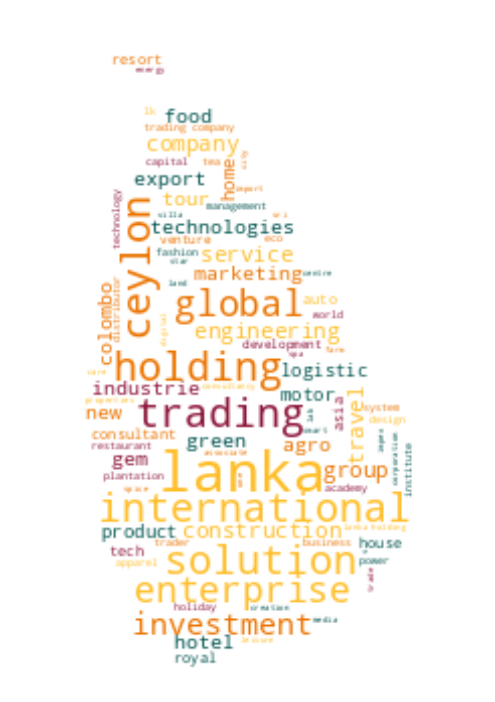 resort
energy
lk
food
trading company
company
capital
tea
city
home
import
export
tour
management
technology
villa
technologies
ceylon
venture
eco
fashion
service
star
marketing
centre
land
colombo
distributor
global
auto
world
digital
engineering
development
spa
farm
holding
logistic
care
industrie
consultancy
motor
properties
new
trading
asia
travel
system
design
consultant
green
restaurant
agro
smart
associate
gem
lanka
group
plantation
corporation
institute
space
academy
international
product
construction
lanka holding
trader
business
house
tech
solution
power
apparel
enterprise
trade
holiday
creation
investment
media
hotel
leisure
royal